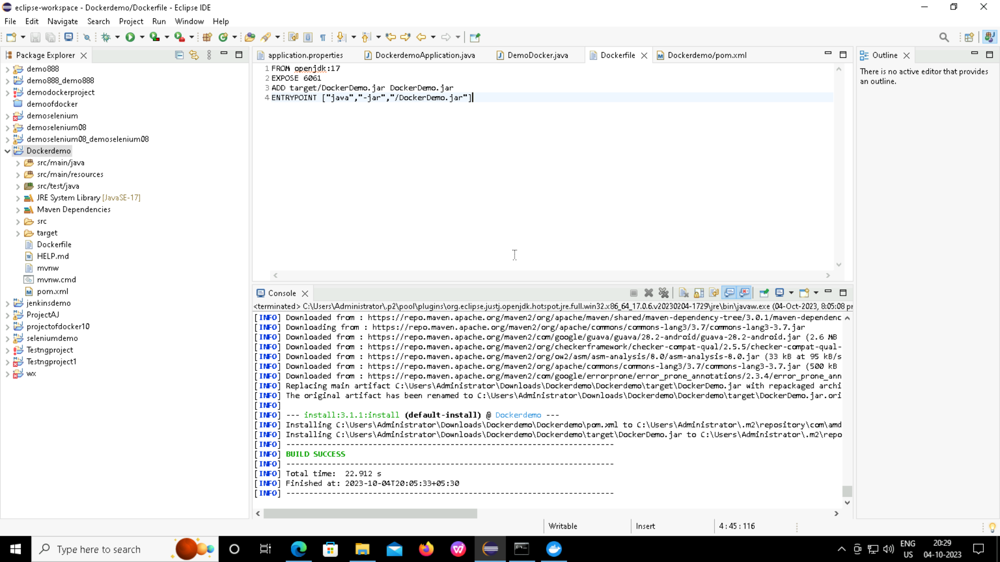 eclipse-workspace - Dockerdemo/Dockerfile - Eclipse IDE
File Edit Navigate Search Project Run Window Help
Package Explorer
demo888
demo888_demo888
demodockerproject
demoofdocker
demoselenium
demoselenium08
demoselenium08_demoselenium08
Dockerdemo
src/main/java
src/main/resources
src/test/java
JRE System Library [JavaSE-17]
Maven Dependencies
src
target
Dockerfile
HELP.md
mvnw
mvnw.cmd
pom.xml
jenkinsdemo
ProjectAJ
projectofdocker10
seleniumdemo
Testngproject
Testngproject1
wx
application.properties DockerdemoApplication.java DemoDocker.java Dockerfile Dockerdemo/pom.xml
1 FROM openjdk:17
2 EXPOSE 6061
3 ADD target/DockerDemo.jar DockerDemo.jar
4 ENTRYPOINT ["java","-jar","/DockerDemo.jar"]
Outline
There is no active editor that provides
an outline.
Console
<terminated> C:\Users\Administrator\.p2\pool\plugins\org.eclipse.justj.openjdk.hotspot.jre.full.win32.x86_64_17.0.6.v20230204-1729\jre\bin\javaw.exe (04-Oct-2023, 8:05:08 pr
[INFO] Downloaded from : https://repo.maven.apache.org/maven2/org/apache/maven/shared/maven-dependency-tree/3.0.1/maven-dependenc
[INFO] Downloading from : https://repo.maven.apache.org/maven2/org/apache/commons/commons-lang3/3.7/commons-lang3-3.7.jar
[INFO] Downloaded from : https://repo.maven.apache.org/maven2/com/google/guava/guava/28.2-android/guava-28.2-android.jar (2.6 MB
[INFO] Downloaded from : https://repo.maven.apache.org/maven2/org/checkerframework/checker-compat-qual/2.5.5/checker-compat-qual-
[INFO] Downloaded from : https://repo.maven.apache.org/maven2/org/ow2/asm/asm-analysis/8.0/asm-analysis-8.0.jar (33 kB at 95 kB/s
[INFO] Downloaded from : https://repo.maven.apache.org/maven2/org/apache/commons/commons-lang3/3.7/commons-lang3-3.7.jar (500 kB
[INFO] Downloaded from : https://repo.maven.apache.org/maven2/com/google/errorprone/error_prone_annotations/2.3.4/error_prone_ann
[INFO] Replacing main artifact C:\Users\Administrator\Downloads\Dockerdemo\Dockerdemo\target\DockerDemo.jar with repackaged archi
[INFO] The original artifact has been renamed to C:\Users\Administrator\Downloads\Dockerdemo\Dockerdemo\target\DockerDemo.jar.ori
[INFO]
[INFO] --- install:3.1.1:install (default-install) @ Dockerdemo ---
[INFO] Installing C:\Users\Administrator\Downloads\Dockerdemo\Dockerdemo\pom.xml to C:\Users\Administrator\.m2\repository\com\amd
[INFO] Installing C:\Users\Administrator\Downloads\Dockerdemo\Dockerdemo\target\DockerDemo.jar to C:\Users\Administrator\.m2\repo
[INFO] ------------------------------------------------------------------------
[INFO] BUILD SUCCESS
[INFO] ------------------------------------------------------------------------
[INFO] Total time:  22.912 s
[INFO] Finished at: 2023-10-04T20:05:33+05:30
[INFO] ------------------------------------------------------------------------
Writable Insert 4 : 45 : 116
Type here to search
ENG
US
20:29
04-10-2023